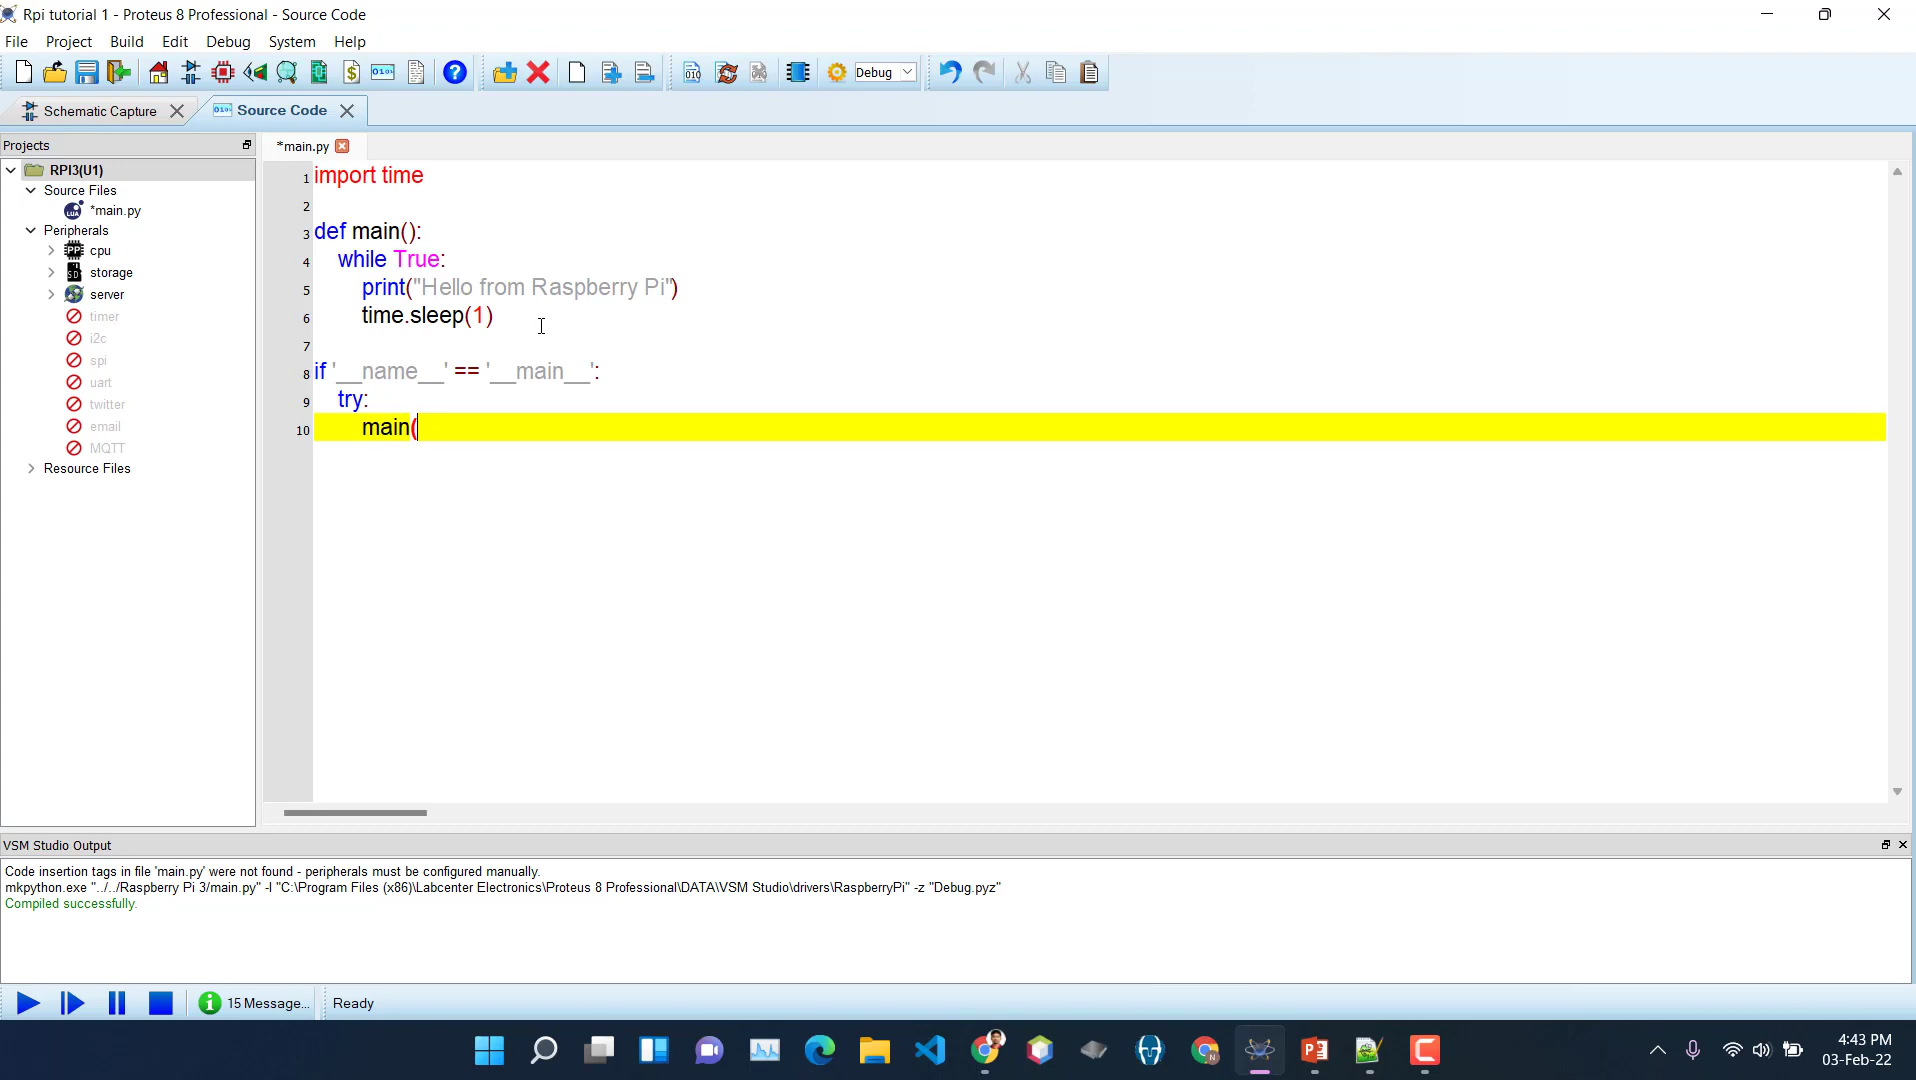 Rpi tutorial 1 - Proteus 8 Professional - Source Code
File Project Build Edit Debug System Help
Debug
Schematic Capture Source Code
Projects
*main.py
RPI3(U1)
Source Files
*main.py
Peripherals
cpu
storage
server
timer
i2c
spi
uart
twitter
email
MQTT
Resource Files
1 import time
2
3 def main():
4 while True:
5 print("Hello from Raspberry Pi")
6 time.sleep(1)
7
8 if '__name__' == '__main__':
9 try:
10 main(
VSM Studio Output
Code insertion tags in file 'main.py' were not found - peripherals must be configured manually.
mkpython.exe "../../Raspberry Pi 3/main.py" -l "C:\Program Files (x86)\Labcenter Electronics\Proteus 8 Professional\DATA\VSM Studio\drivers\RaspberryPi" -z "Debug.pyz"
Compiled successfully.
15 Message... Ready
4:43 PM
03-Feb-22